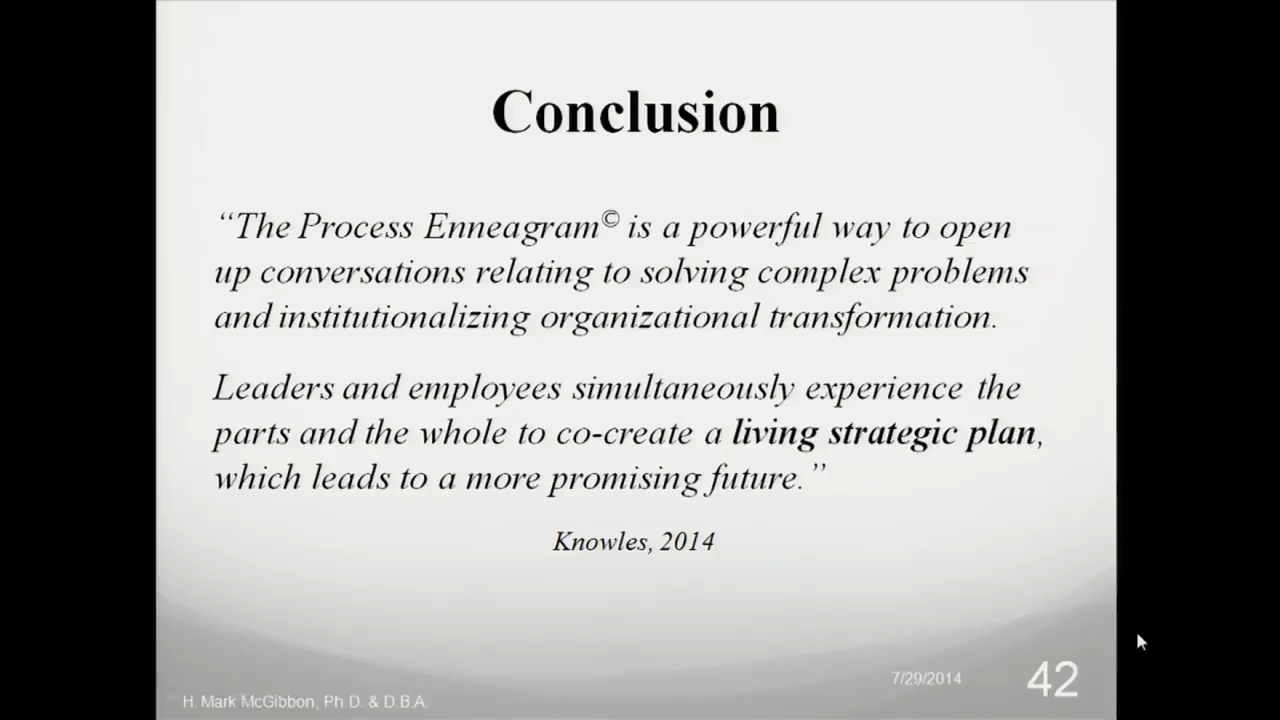 Conclusion
“The Process Enneagram© is a powerful way to open
up conversations relating to solving complex problems
and institutionalizing organizational transformation.
Leaders and employees simultaneously experience the
parts and the whole to co-create a living strategic plan,
which leads to a more promising future.”
Knowles, 2014
7/29/2014
42
H. Mark McGibbon, Ph.D. & D.B.A.